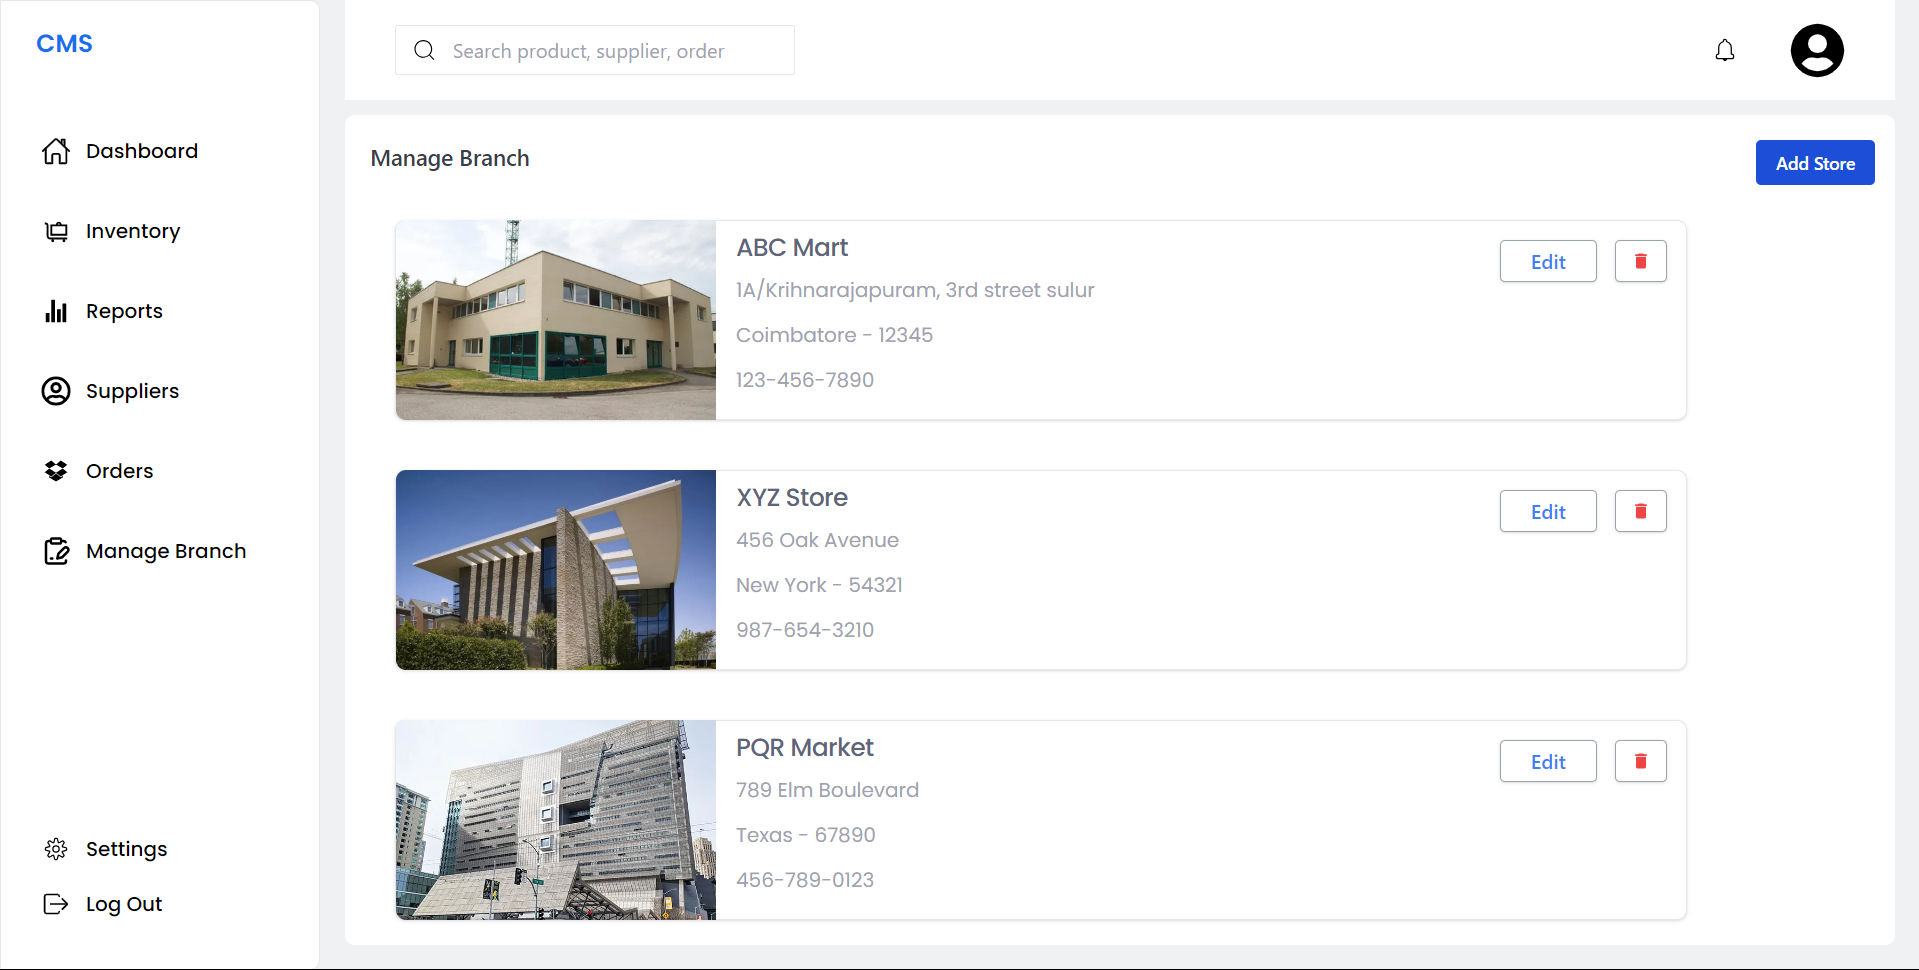 CMS
Dashboard
Inventory
Reports
Suppliers
Orders
Manage Branch
Settings
Log Out
Search product, supplier, order
Manage Branch
Add Store
ABC Mart
1A/Krihnarajapuram, 3rd street sulur
Coimbatore - 12345
123-456-7890
Edit
XYZ Store
456 Oak Avenue
New York - 54321
987-654-3210
Edit
PQR Market
789 Elm Boulevard
Texas - 67890
456-789-0123
Edit